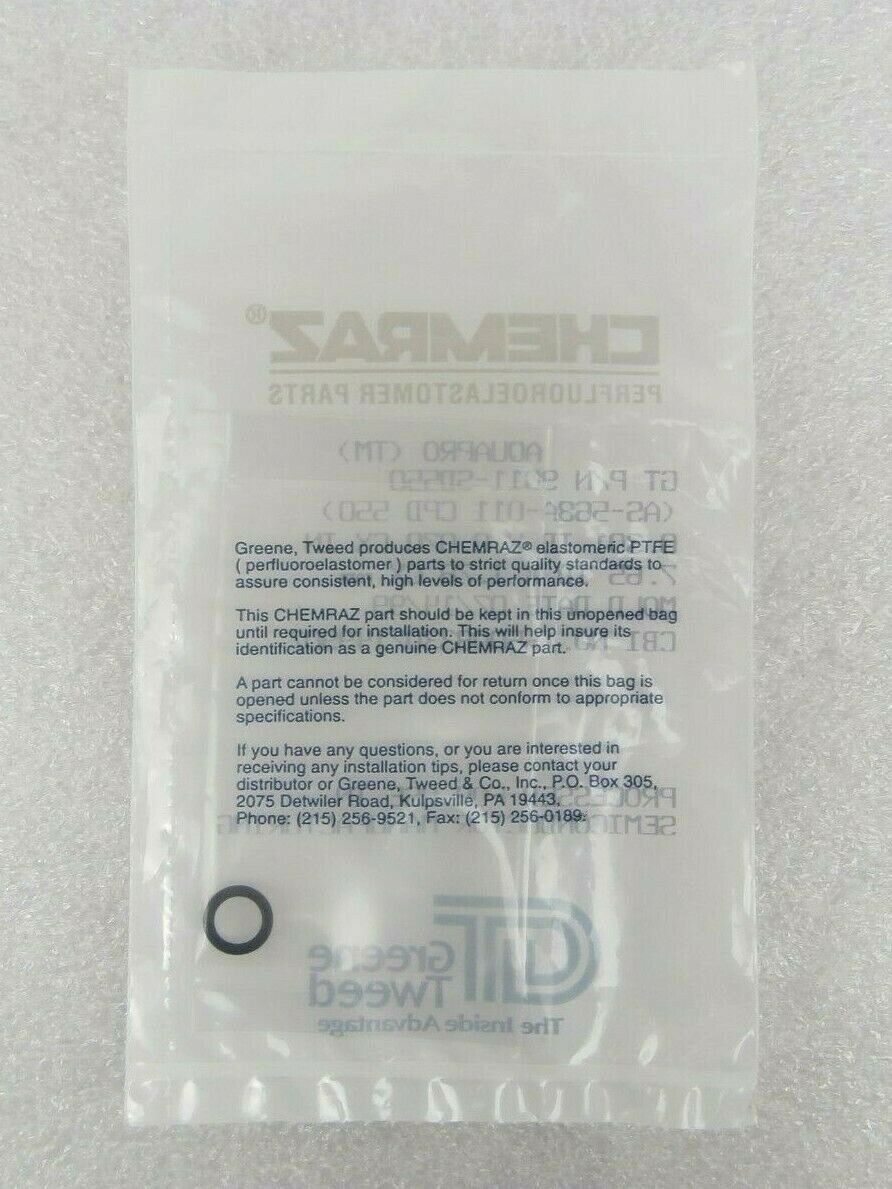 CHEMRAZ®
PERFLUOROELASTOMER PARTS
AQUAPRO (TM)
GT P/N 9011-SD550
(AS-568A-011 CPD 550)
Greene, Tweed produces CHEMRAZ® elastomeric PTFE
( perfluoroelastomer ) parts to strict quality standards to
assure consistent, high levels of performance.
MOLD DATE
This CHEMRAZ part should be kept in this unopened bag
until required for installation. This will help insure its
identification as a genuine CHEMRAZ part.
A part cannot be considered for return once this bag is
opened unless the part does not conform to appropriate
specifications.
If you have any questions, or you are interested in
receiving any installation tips, please contact your
distributor or Greene, Tweed & Co., Inc., P.O. Box 305,
2075 Detwiler Road, Kulpsville, PA 19443,
Phone: (215) 256-9521, Fax: (215) 256-0189.
GT Greene
Tweed
The Inside Advantage